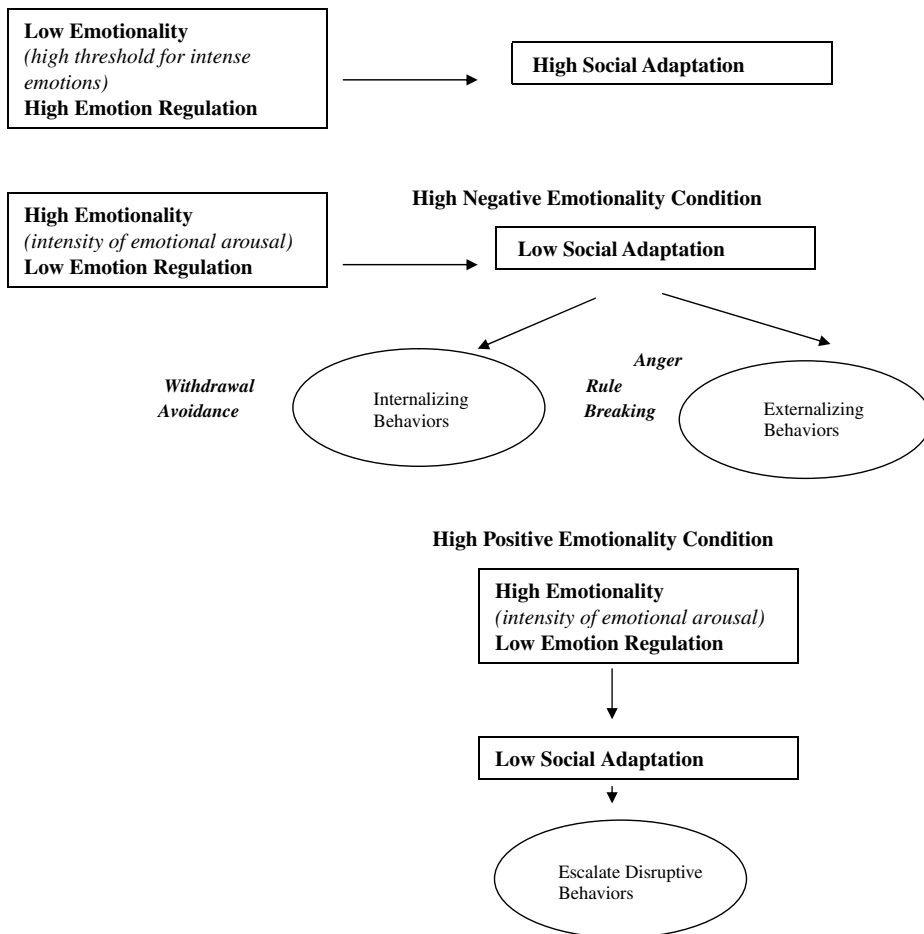 Low Emotionality
(high threshold for intense
emotions)
High Emotion Regulation
High Social Adaptation
High Negative Emotionality Condition
High Emotionality
(intensity of emotional arousal)
Low Emotion Regulation
Low Social Adaptation
Withdrawal
Avoidance
Internalizing
Behaviors
Anger
Rule
Breaking
Externalizing
Behaviors
High Positive Emotionality Condition
High Emotionality
(intensity of emotional arousal)
Low Emotion Regulation
Low Social Adaptation
Escalate Disruptive
Behaviors